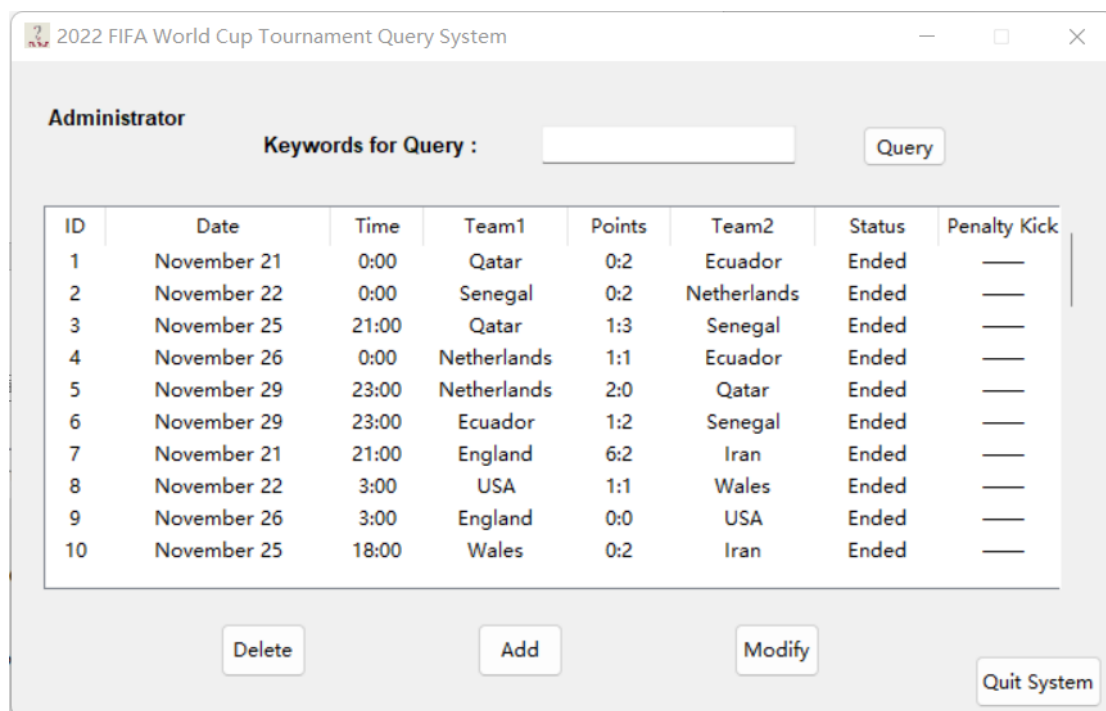 2022 FIFA World Cup Tournament Query System
Administrator
Keywords for Query :
Query
ID Date Time Team1 Points Team2 Status Penalty Kick
1 November 21 0:00 Qatar 0:2 Ecuador Ended ——
2 November 22 0:00 Senegal 0:2 Netherlands Ended ——
3 November 25 21:00 Qatar 1:3 Senegal Ended ——
4 November 26 0:00 Netherlands 1:1 Ecuador Ended ——
5 November 29 23:00 Netherlands 2:0 Qatar Ended ——
6 November 29 23:00 Ecuador 1:2 Senegal Ended ——
7 November 21 21:00 England 6:2 Iran Ended ——
8 November 22 3:00 USA 1:1 Wales Ended ——
9 November 26 3:00 England 0:0 USA Ended ——
10 November 25 18:00 Wales 0:2 Iran Ended ——
Delete Add Modify
Quit System